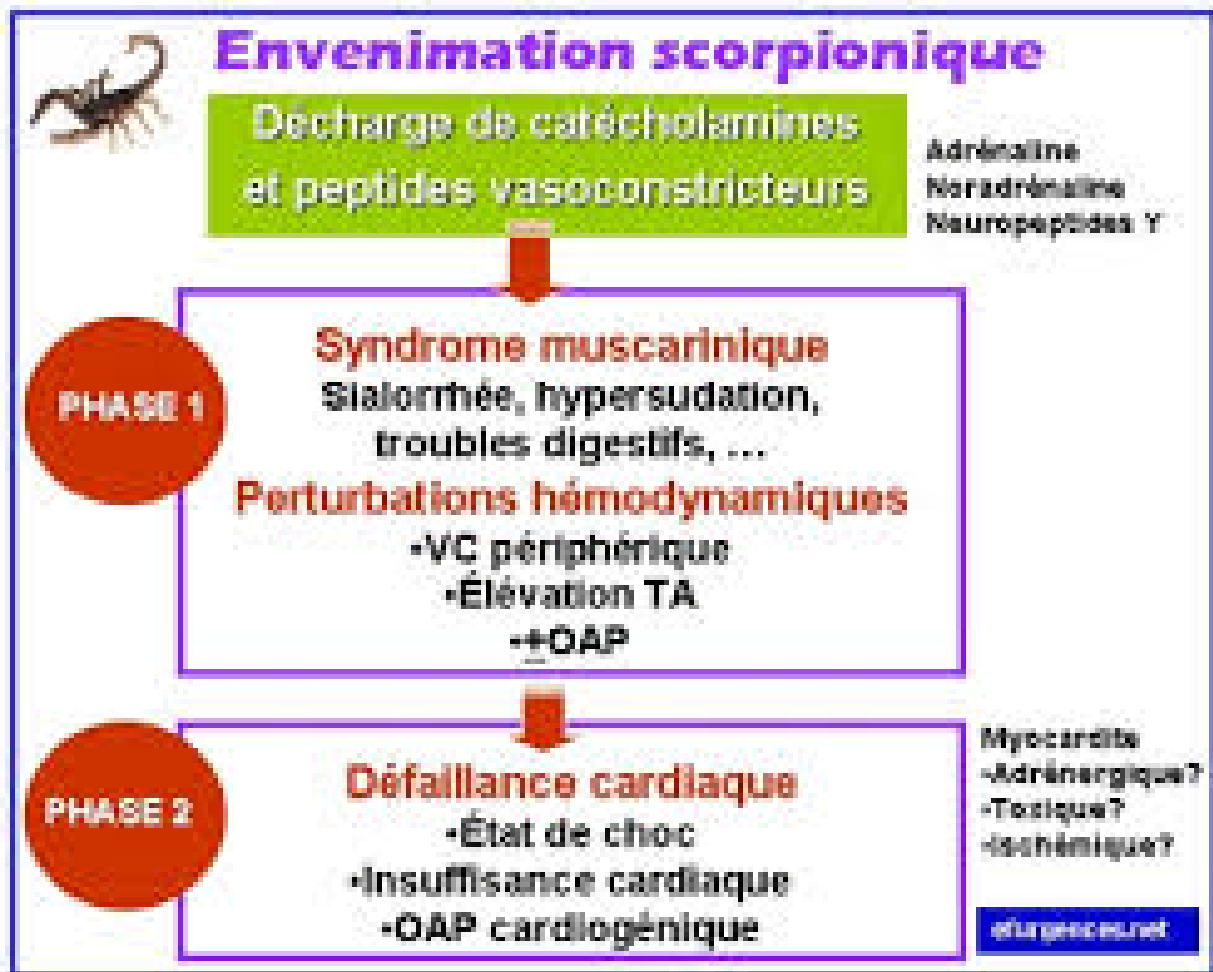 Envenimation scorpionique
Décharge de catécholamines
et peptides vasoconstricteurs
Adrénaline
Noradrénaline
Neuropeptides Y
PHASE 1
Syndrome muscarinique
Sialorrhée, hypersudation,
troubles digestifs, ...
Perturbations hémodynamiques
•VC périphérique
•Élévation TA
•±OAP
PHASE 2
Défaillance cardiaque
•État de choc
•Insuffisance cardiaque
•OAP cardiogénique
Myocardite
-Adrénergique?
-Toxique?
-Ischémique?
efurgences.net